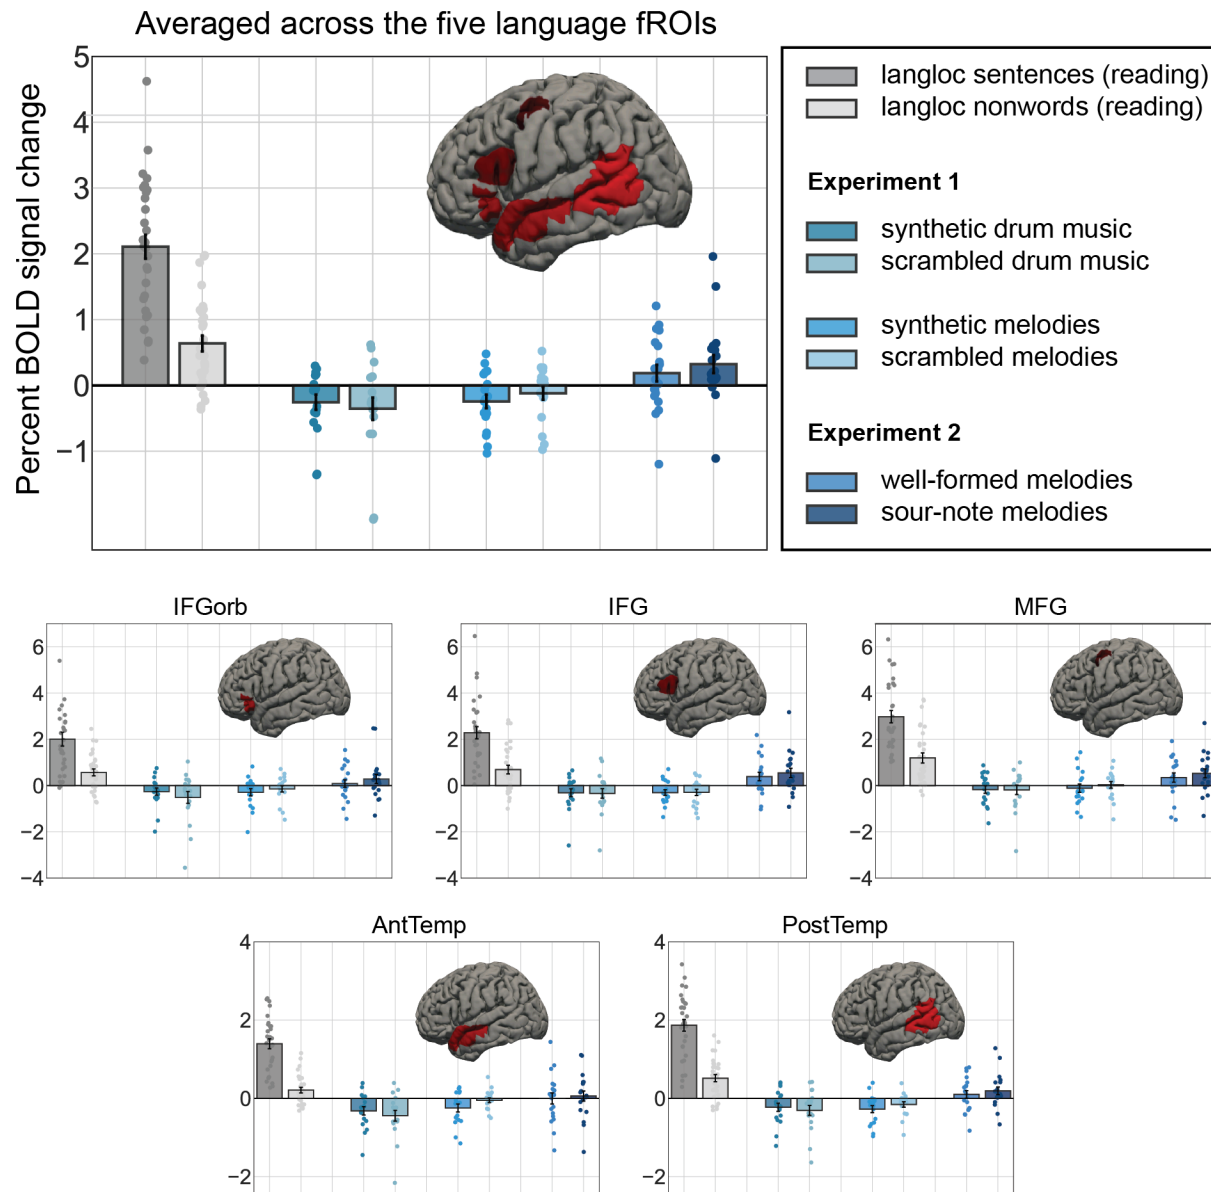 Averaged across the five language fROIs
Percent BOLD signal change
5
4
3
2
1
0
−1
langloc sentences (reading)
langloc nonwords (reading)
Experiment 1
synthetic drum music
scrambled drum music
synthetic melodies
scrambled melodies
Experiment 2
well-formed melodies
sour-note melodies
IFGorb
6
4
2
0
−2
−4
IFG
6
4
2
0
−2
−4
MFG
6
4
2
0
−2
−4
AntTemp
4
2
0
−2
PostTemp
4
2
0
−2